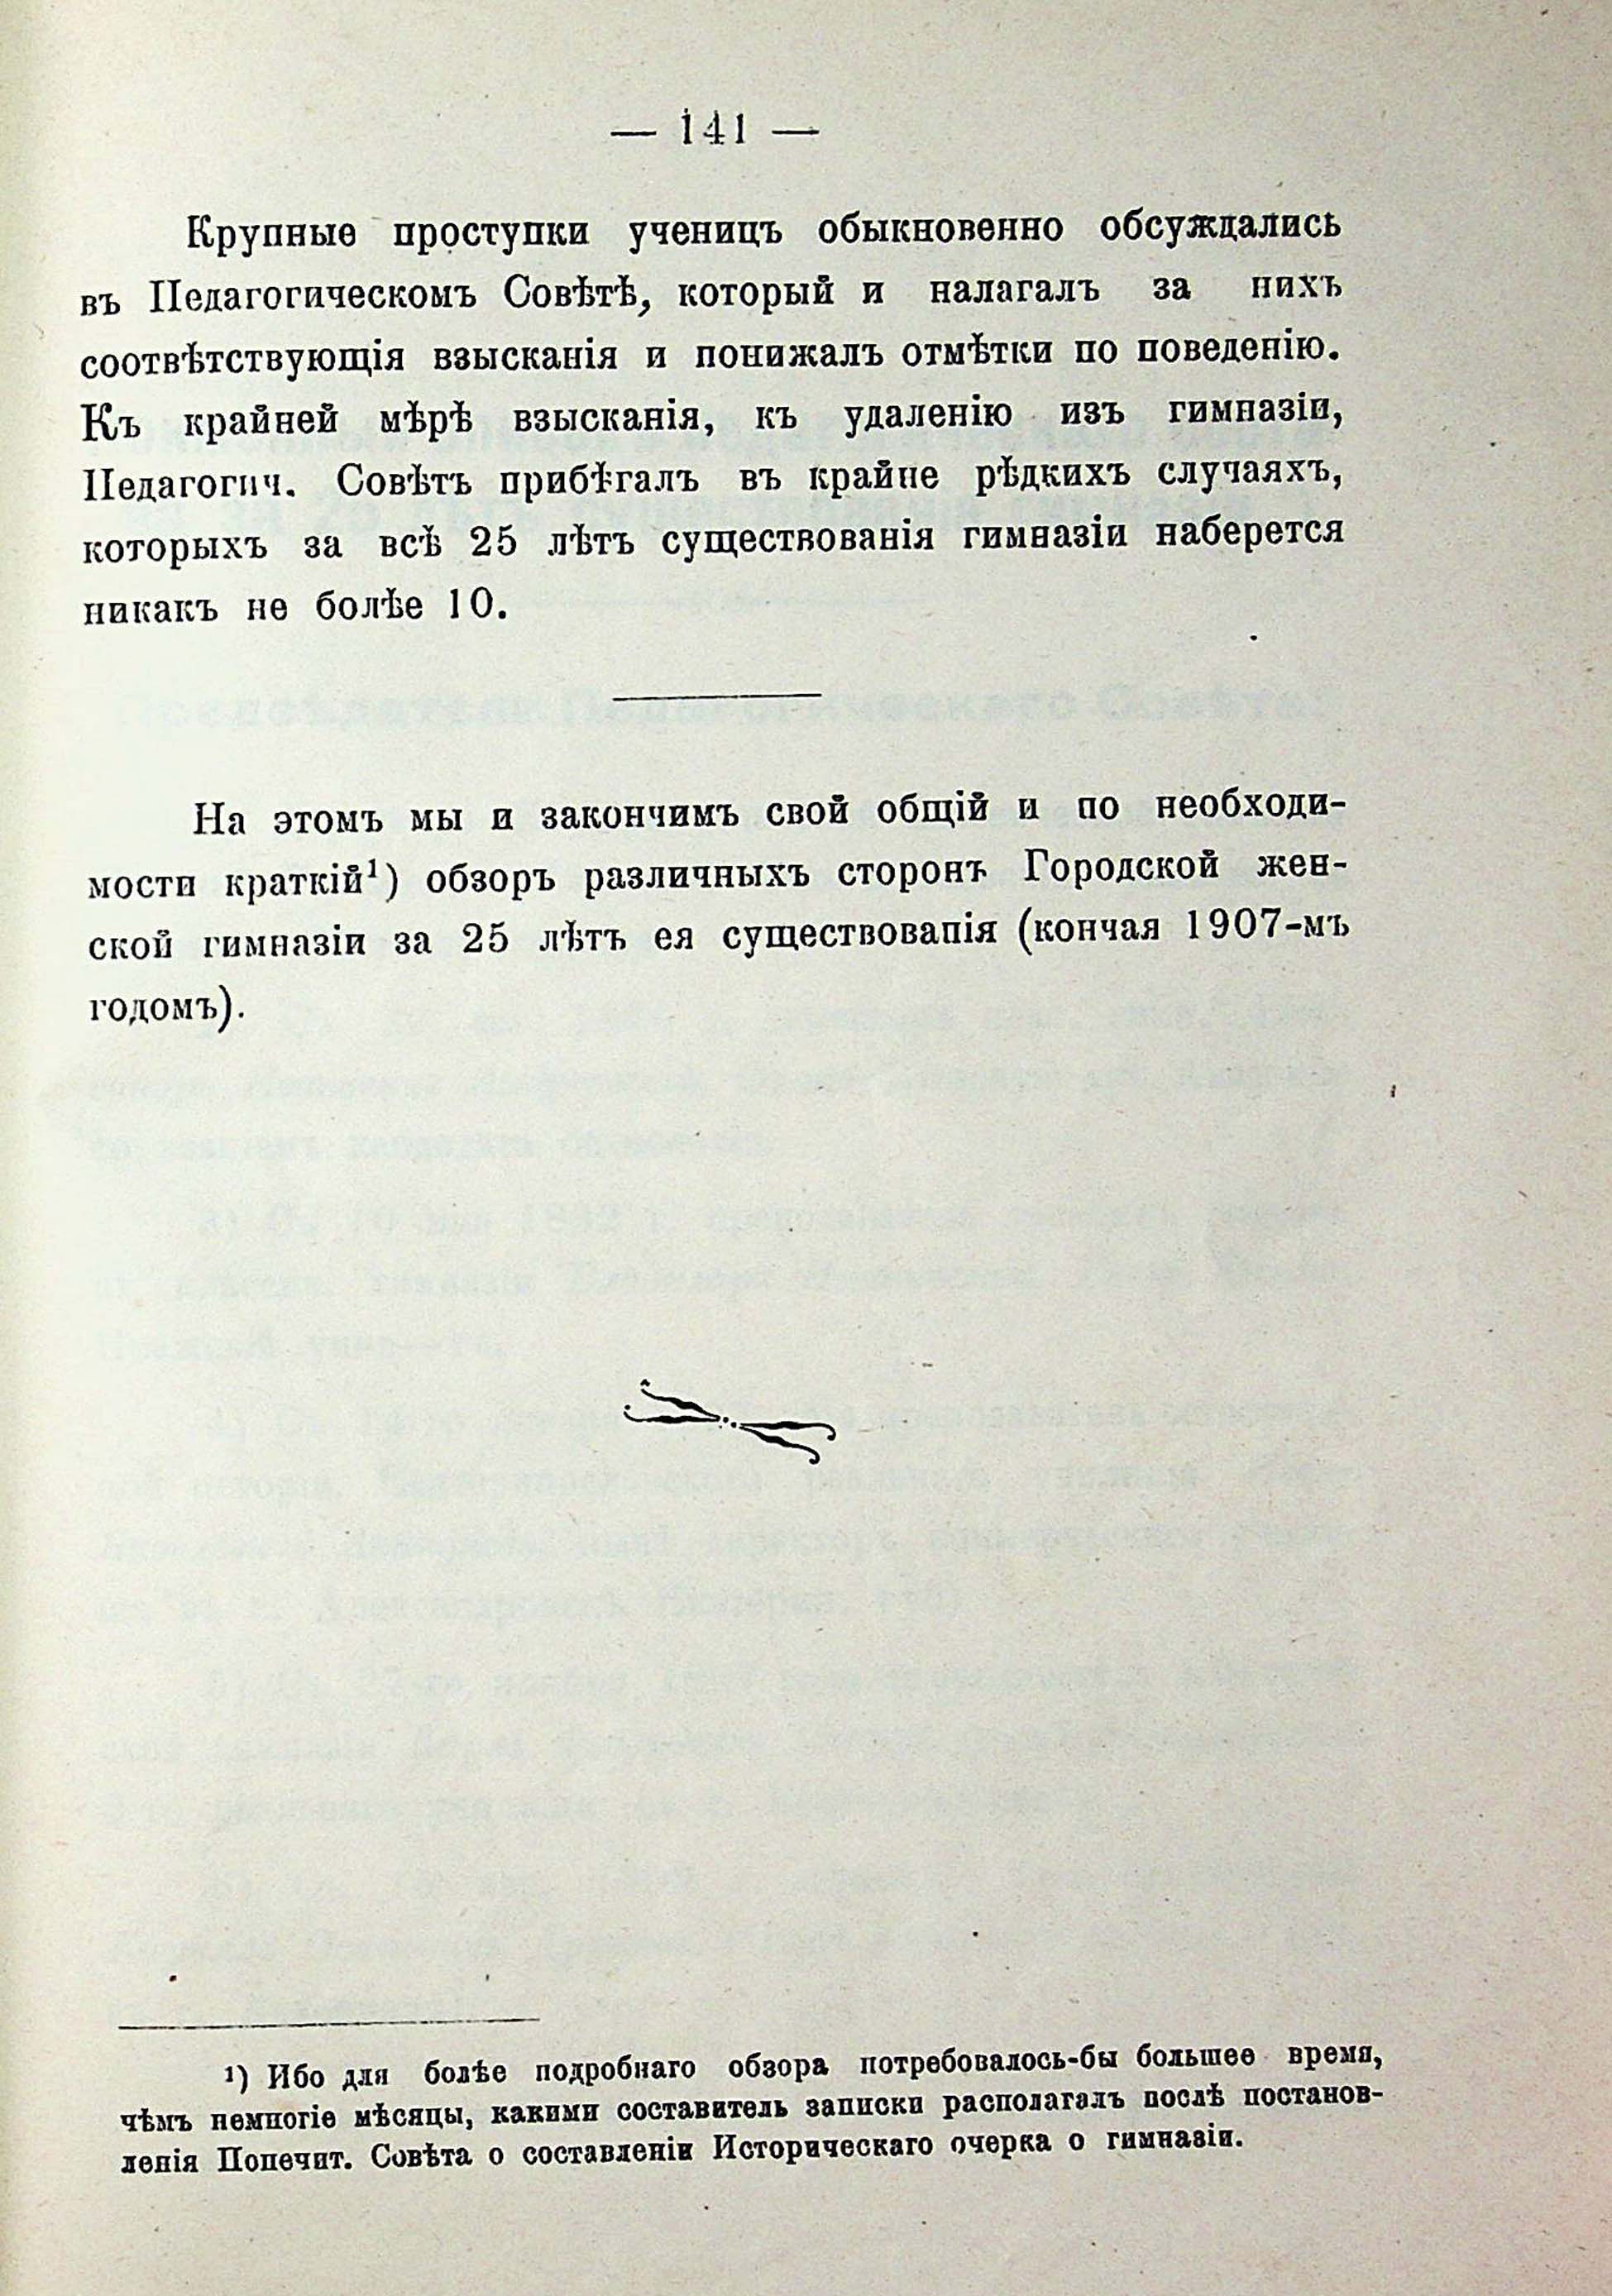 — 141 —
Крупные проступки ученицъ обыкновенно обсуждались
въ Педагогическомъ Совѣтѣ, который и налагалъ за нихъ
соотвѣтствующія взысканія и понижалъ отмѣтки по поведенію.
Къ крайней мѣрѣ взысканія, къ удаленію изъ гимназіи,
Педагогич. Совѣтъ прибѣгалъ въ крайне рѣдкихъ случаяхъ,
которыхъ за всѣ 25 лѣтъ существованія гимназіи наберется
никакъ не болѣе 10.
На этомъ мы и закончимъ свой общій и по необходи-
мости краткій¹) обзоръ различныхъ сторонъ Городской жен-
ской гимназіи за 25 лѣтъ ея существованія (кончая 1907-мъ
годомъ).
¹) Ибо для болѣе подробнаго обзора потребовалось-бы большее время,
чѣмъ немногіе мѣсяцы, какими составитель записки располагалъ послѣ постанов-
ленія Попечит. Совѣта о составленіи Историческаго очерка о гимназіи.